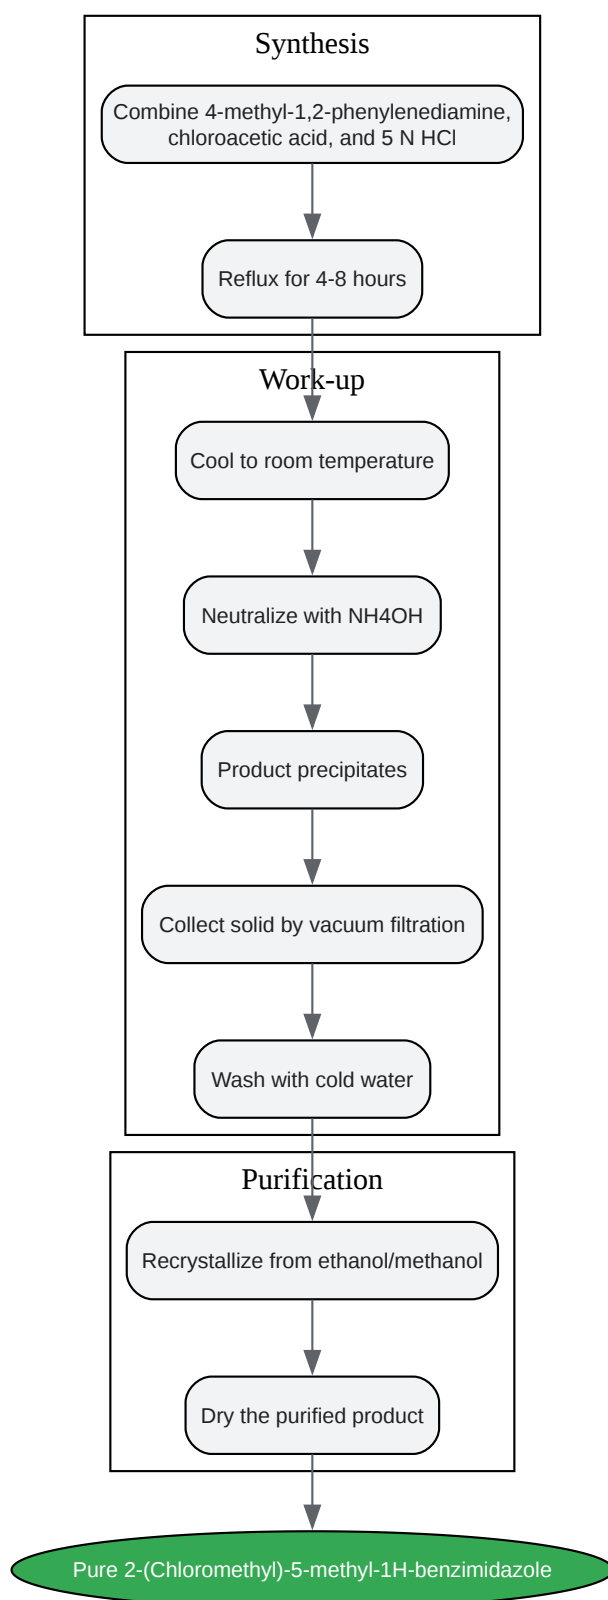 Synthesis
Combine 4-methyl-1,2-phenylenediamine,
chloroacetic acid, and 5 N HCl
Reflux for 4-8 hours
Work-up
Cool to room temperature
Neutralize with NH4OH
Product precipitates
Collect solid by vacuum filtration
Wash with cold water
Purification
Recrystallize from ethanol/methanol
Dry the purified product
Pure 2-(Chloromethyl)-5-methyl-1H-benzimidazole